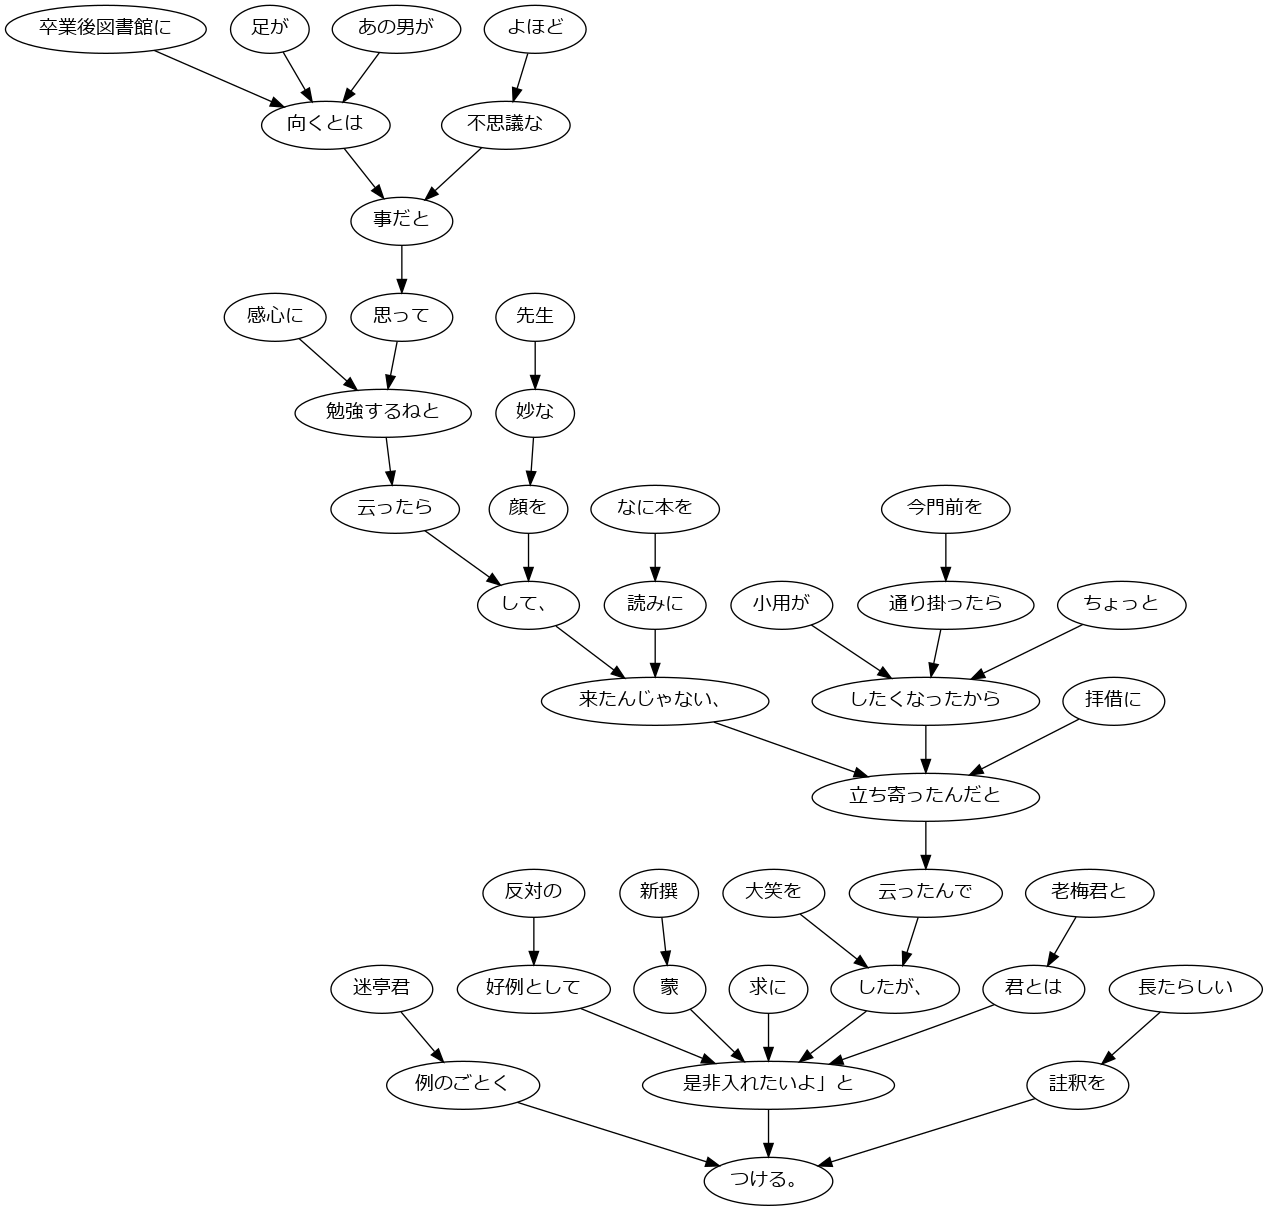 卒業後図書館に
足が
あの男が
よほど
向くとは
不思議な
事だと
感心に
思って
先生
勉強するねと
妙な
云ったら
顔を
なに本を
今門前を
して、
読みに
小用が
通り掛ったら
ちょっと
来たんじゃない、
したくなったから
拝借に
立ち寄ったんだと
反対の
新撰
大笑を
云ったんで
老梅君と
迷亭君
好例として
蒙
求に
したが、
君とは
長たらしい
例のごとく
是非入れたいよ」と
註釈を
つける。